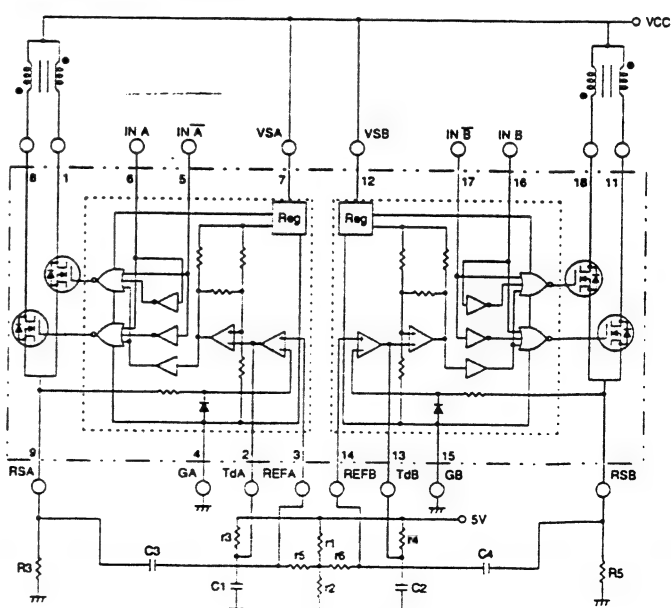 VCC
IN A IN A VSA VSB IN B IN B
8 1 6 5 7 12 17 16 18 11
Reg Reg
9 4 2 3 14 13 15 10
RSA GA TdA REFA REFB TdB GB RSB
5V
r3 r1 r4
C3 r5 r6 C4
R3 C1 r2 C2 R5